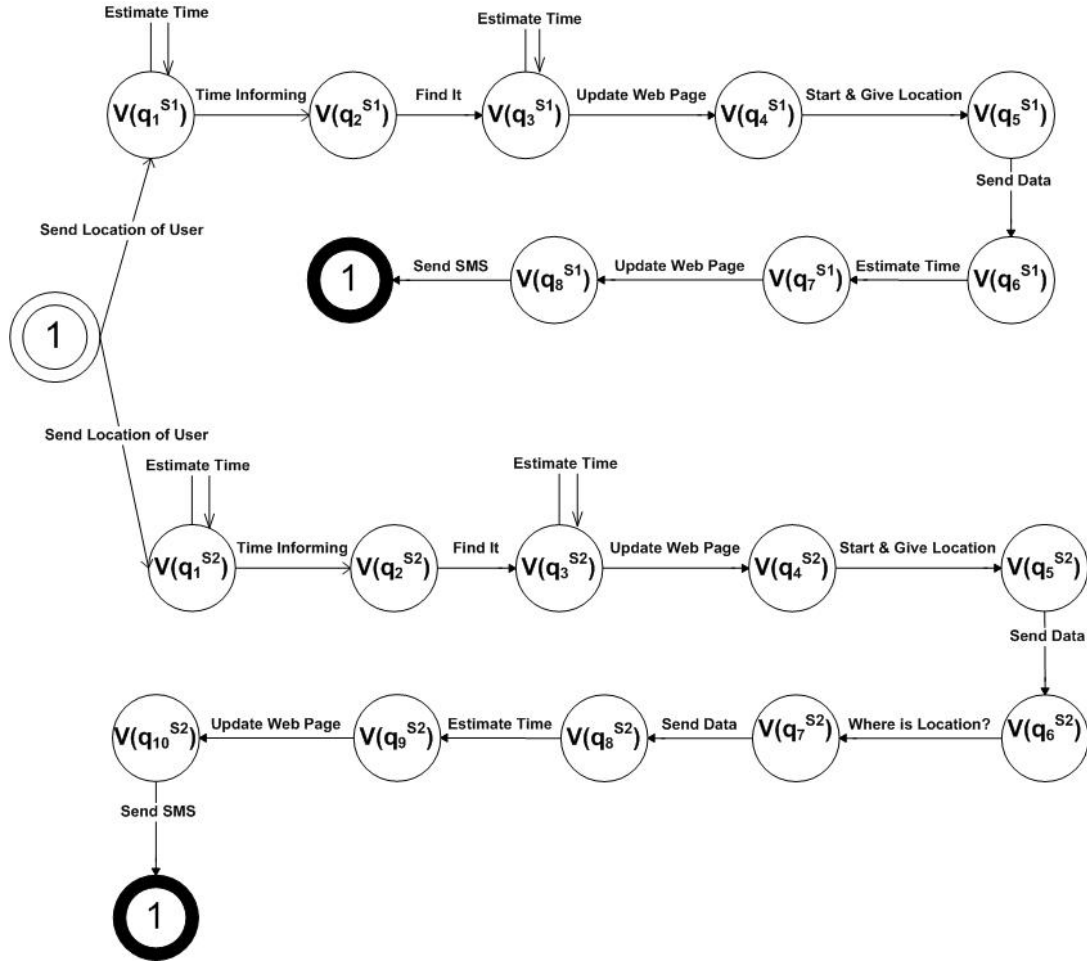 Estimate Time
Estimate Time
V(q₁ˢ¹) Time Informing V(q₂ˢ¹) Find It V(q₃ˢ¹) Update Web Page V(q₄ˢ¹) Start & Give Location V(q₅ˢ¹)
Send Data
Send Location of User
1 Send SMS V(q₈ˢ¹) Update Web Page V(q₇ˢ¹) Estimate Time V(q₆ˢ¹)
1
Send Location of User
Estimate Time
Estimate Time
V(q₁ˢ²) Time Informing V(q₂ˢ²) Find It V(q₃ˢ²) Update Web Page V(q₄ˢ²) Start & Give Location V(q₅ˢ²)
Send Data
V(q₁₀ˢ²) Update Web Page V(q₉ˢ²) Estimate Time V(q₈ˢ²) Send Data V(q₇ˢ²) Where is Location? V(q₆ˢ²)
Send SMS
1